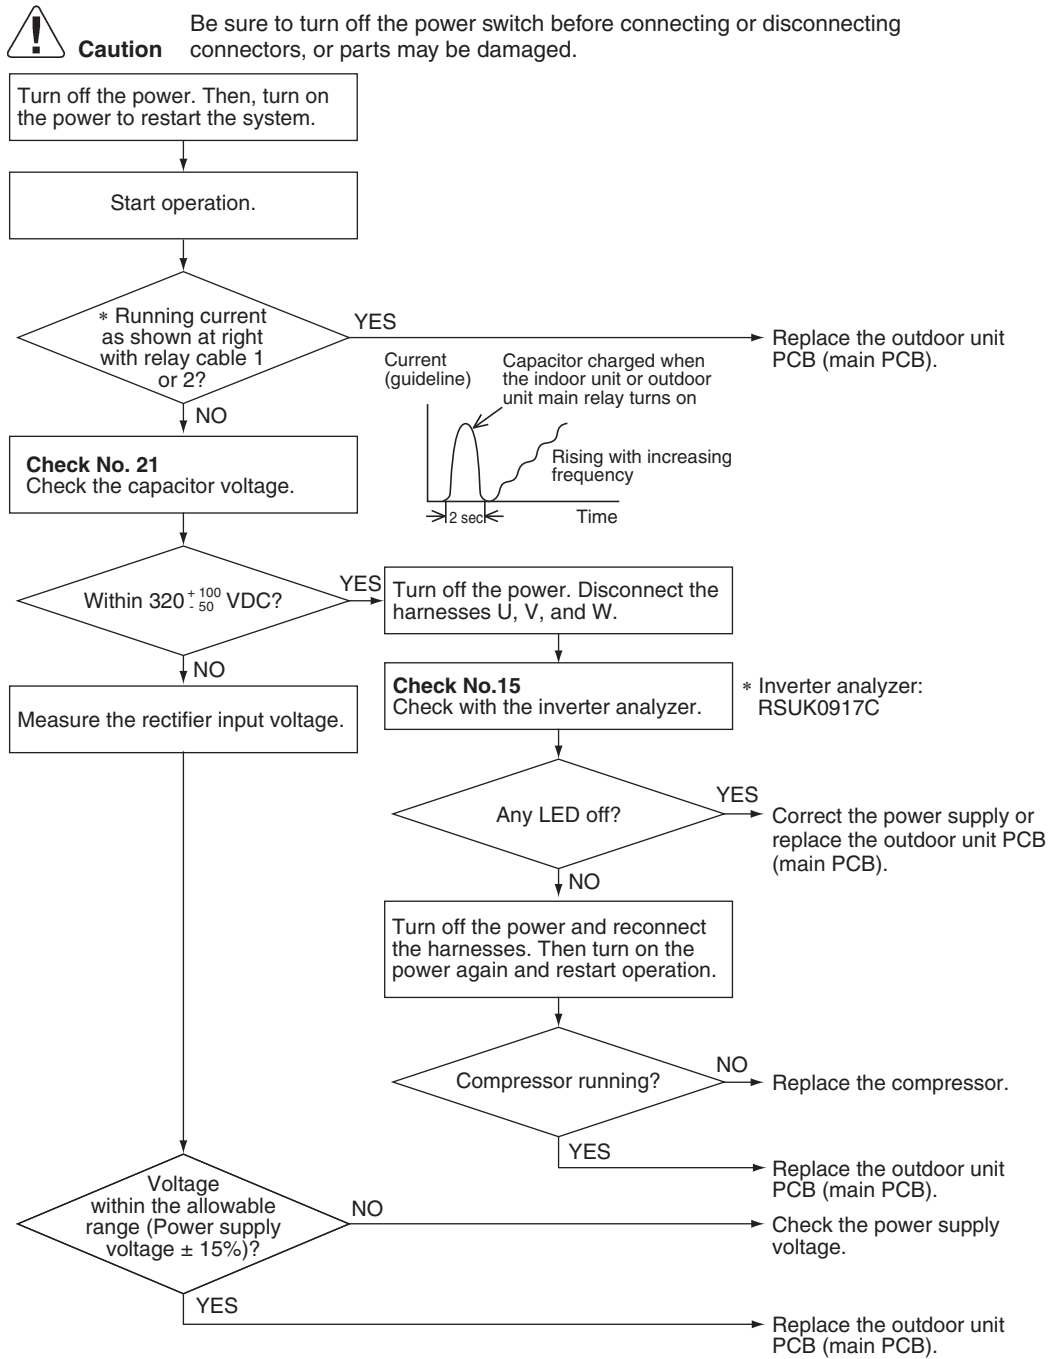 Be sure to turn off the power switch before connecting or disconnecting
Caution connectors, or parts may be damaged.
Turn off the power. Then, turn on
the power to restart the system.
Start operation.
* Running current
as shown at right
with relay cable 1
or 2?
YES
Replace the outdoor unit
PCB (main PCB).
NO
Current
(guideline)
Capacitor charged when
the indoor unit or outdoor
unit main relay turns on
Rising with increasing
frequency
2 sec
Time
Check No. 21
Check the capacitor voltage.
Within 320 + 100 - 50 VDC?
YES
Turn off the power. Disconnect the
harnesses U, V, and W.
NO
Measure the rectifier input voltage.
Check No.15
Check with the inverter analyzer.
* Inverter analyzer:
RSUK0917C
Any LED off?
YES
Correct the power supply or
replace the outdoor unit PCB
(main PCB).
NO
Turn off the power and reconnect
the harnesses. Then turn on the
power again and restart operation.
Compressor running?
NO
Replace the compressor.
YES
Replace the outdoor unit
PCB (main PCB).
Voltage
within the allowable
range (Power supply
voltage ± 15%)?
NO
Check the power supply
voltage.
YES
Replace the outdoor unit
PCB (main PCB).